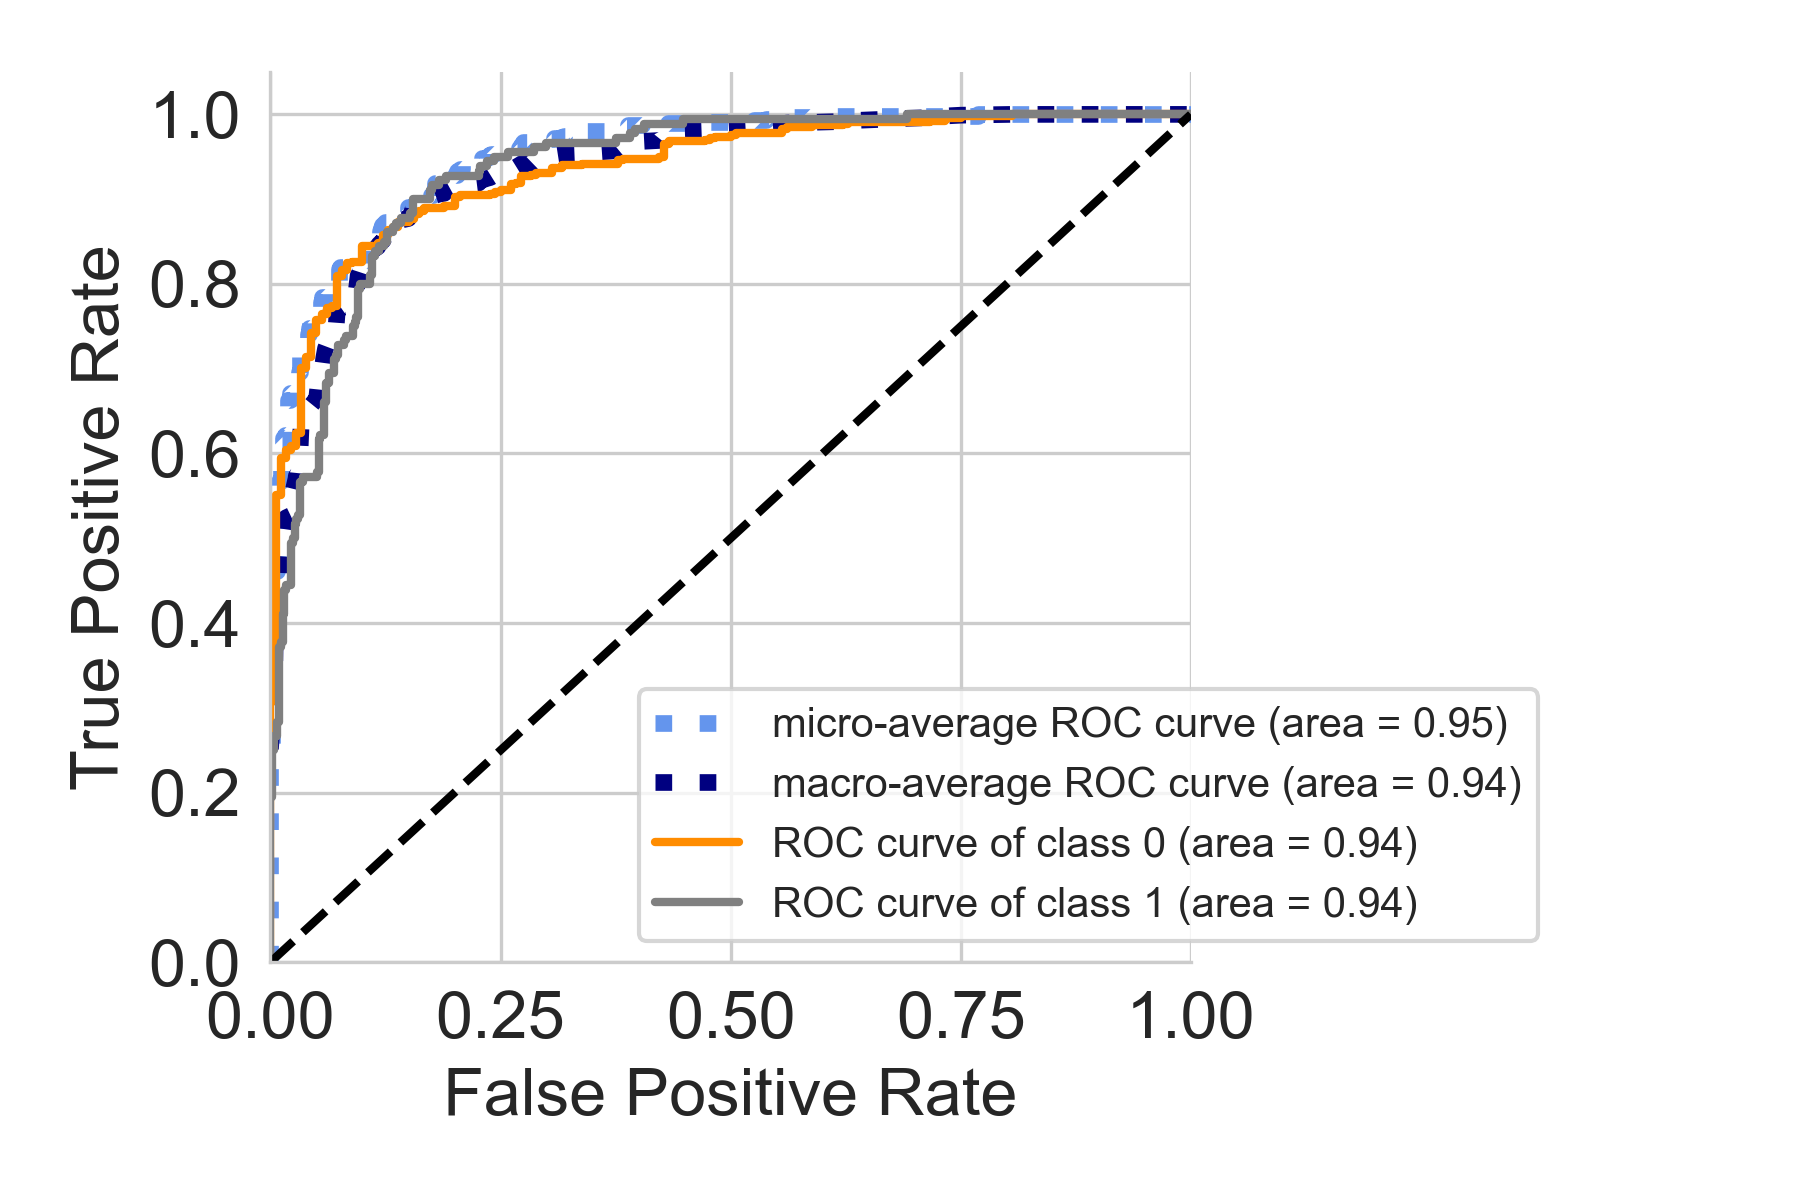 1.0
0.8
0.6
0.4
0.2
0.0
True Positive Rate
0.00 0.25 0.50 0.75 1.00
False Positive Rate
micro-average ROC curve (area = 0.95)
macro-average ROC curve (area = 0.94)
ROC curve of class 0 (area = 0.94)
ROC curve of class 1 (area = 0.94)